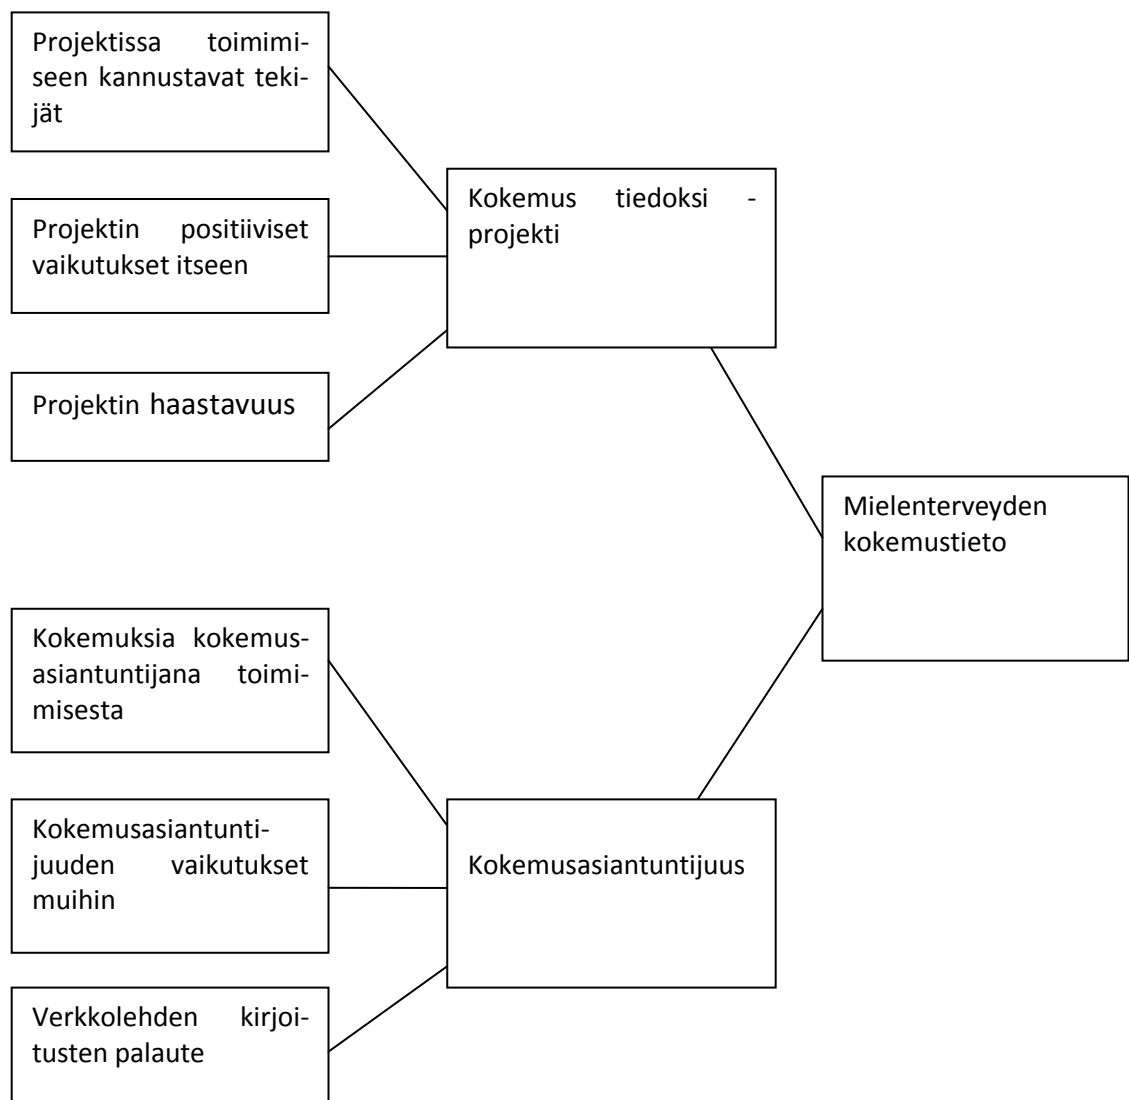 Projektissa toimimi-
seen kannustavat teki-
jät
Projektin positiiviset
vaikutukset itseen
Projektin haastavuus
Kokemus tiedoksi -
projekti
Mielenterveyden
kokemustieto
Kokemuksia kokemus-
asiantuntijana toimi-
misesta
Kokemusasiantunti-
juuden vaikutukset
muihin
Kokemusasiantuntijuus
Verkkolehden kirjoi-
tusten palaute